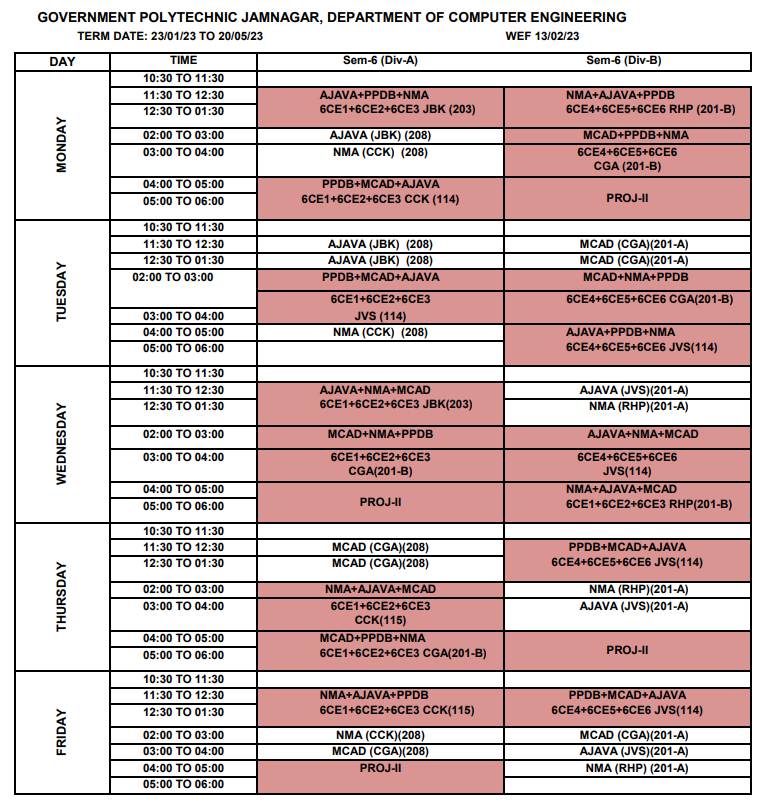 GOVERNMENT POLYTECHNIC JAMNAGAR, DEPARTMENT OF COMPUTER ENGINEERING
TERM DATE: 23/01/23 TO 20/05/23 WEF 13/02/23
DAY TIME Sem-6 (Div-A) Sem-6 (Div-B)
MONDAY
10:30 TO 11:30
11:30 TO 12:30 AJAVA+PPDB+NMA NMA+AJAVA+PPDB
12:30 TO 01:30 6CE1+6CE2+6CE3 JBK (203) 6CE4+6CE5+6CE6 RHP (201-B)
02:00 TO 03:00 AJAVA (JBK) (208) MCAD+PPDB+NMA
03:00 TO 04:00 NMA (CCK) (208) 6CE4+6CE5+6CE6
CGA (201-B)
04:00 TO 05:00 PPDB+MCAD+AJAVA
05:00 TO 06:00 6CE1+6CE2+6CE3 CCK (114) PROJ-II
TUESDAY
10:30 TO 11:30
11:30 TO 12:30 AJAVA (JBK) (208) MCAD (CGA)(201-A)
12:30 TO 01:30 AJAVA (JBK) (208) MCAD (CGA)(201-A)
02:00 TO 03:00 PPDB+MCAD+AJAVA MCAD+NMA+PPDB
6CE1+6CE2+6CE3 6CE4+6CE5+6CE6 CGA(201-B)
03:00 TO 04:00 JVS (114)
04:00 TO 05:00 NMA (CCK) (208) AJAVA+PPDB+NMA
05:00 TO 06:00 6CE4+6CE5+6CE6 JVS(114)
WEDNESDAY
10:30 TO 11:30
11:30 TO 12:30 AJAVA+NMA+MCAD AJAVA (JVS)(201-A)
12:30 TO 01:30 6CE1+6CE2+6CE3 JBK(203) NMA (RHP)(201-A)
02:00 TO 03:00 MCAD+NMA+PPDB AJAVA+NMA+MCAD
03:00 TO 04:00 6CE1+6CE2+6CE3 6CE4+6CE5+6CE6
CGA(201-B) JVS(114)
04:00 TO 05:00 NMA+AJAVA+MCAD
05:00 TO 06:00 PROJ-II 6CE1+6CE2+6CE3 RHP(201-B)
THURSDAY
10:30 TO 11:30
11:30 TO 12:30 MCAD (CGA)(208) PPDB+MCAD+AJAVA
12:30 TO 01:30 MCAD (CGA)(208) 6CE4+6CE5+6CE6 JVS(114)
02:00 TO 03:00 NMA+AJAVA+MCAD NMA (RHP)(201-A)
03:00 TO 04:00 6CE1+6CE2+6CE3 AJAVA (JVS)(201-A)
CCK(115)
04:00 TO 05:00 MCAD+PPDB+NMA
05:00 TO 06:00 6CE1+6CE2+6CE3 CGA(201-B) PROJ-II
FRIDAY
10:30 TO 11:30
11:30 TO 12:30 NMA+AJAVA+PPDB PPDB+MCAD+AJAVA
12:30 TO 01:30 6CE1+6CE2+6CE3 CCK(115) 6CE4+6CE5+6CE6 JVS(114)
02:00 TO 03:00 NMA (CCK)(208) MCAD (CGA)(201-A)
03:00 TO 04:00 MCAD (CGA)(208) AJAVA (JVS)(201-A)
04:00 TO 05:00 PROJ-II NMA (RHP) (201-A)
05:00 TO 06:00